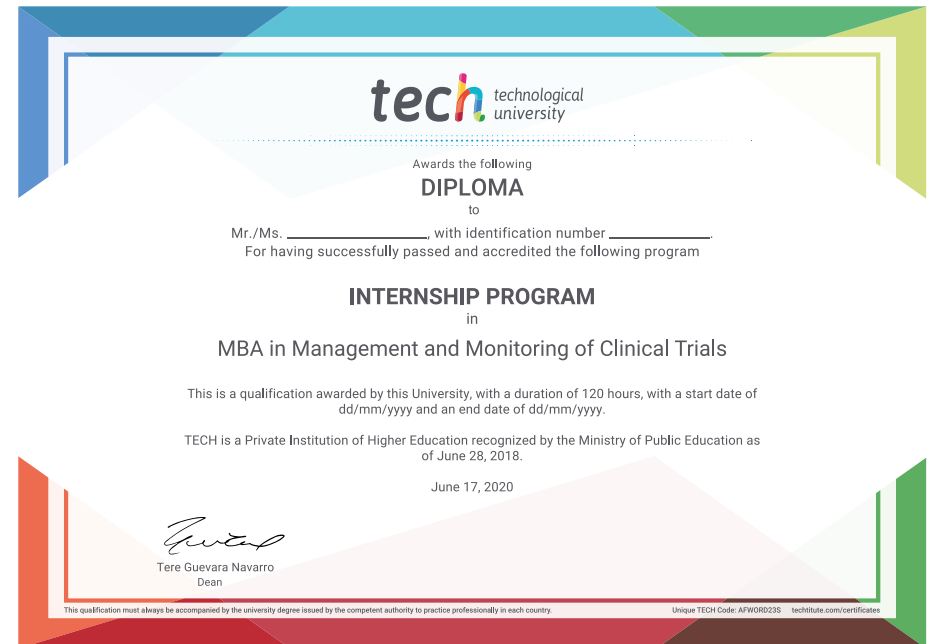 tech technological
university
Awards the following
DIPLOMA
to
Mr./Ms. ____________, with identification number ____________.
For having successfully passed and accredited the following program
INTERNSHIP PROGRAM
in
MBA in Management and Monitoring of Clinical Trials
This is a qualification awarded by this University, with a duration of 120 hours, with a start date of
dd/mm/yyyy and an end date of dd/mm/yyyy.
TECH is a Private Institution of Higher Education recognized by the Ministry of Public Education as
of June 28, 2018.
June 17, 2020
Tere Guevara Navarro
Dean
This qualification must always be accompanied by the university degree issued by the competent authority to practice professionally in each country.
Unique TECH Code: AFWORD23S techtitute.com/certificates